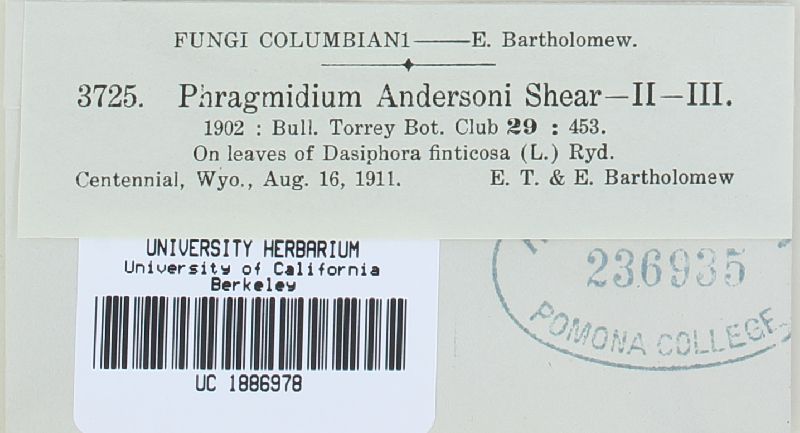 FUNGI COLUMBIANI — E. Bartholomew.
3725. Phragmidium Andersoni Shear—II—III.
1902 : Bull. Torrey Bot. Club 29 : 453.
On leaves of Dasiphora finticosa (L.) Ryd.
Centennial, Wyo., Aug. 16, 1911. E. T. & E. Bartholomew
UNIVERSITY HERBARIUM
University of California
Berkeley
UC 1886978
236935
POMONA COLLEGE